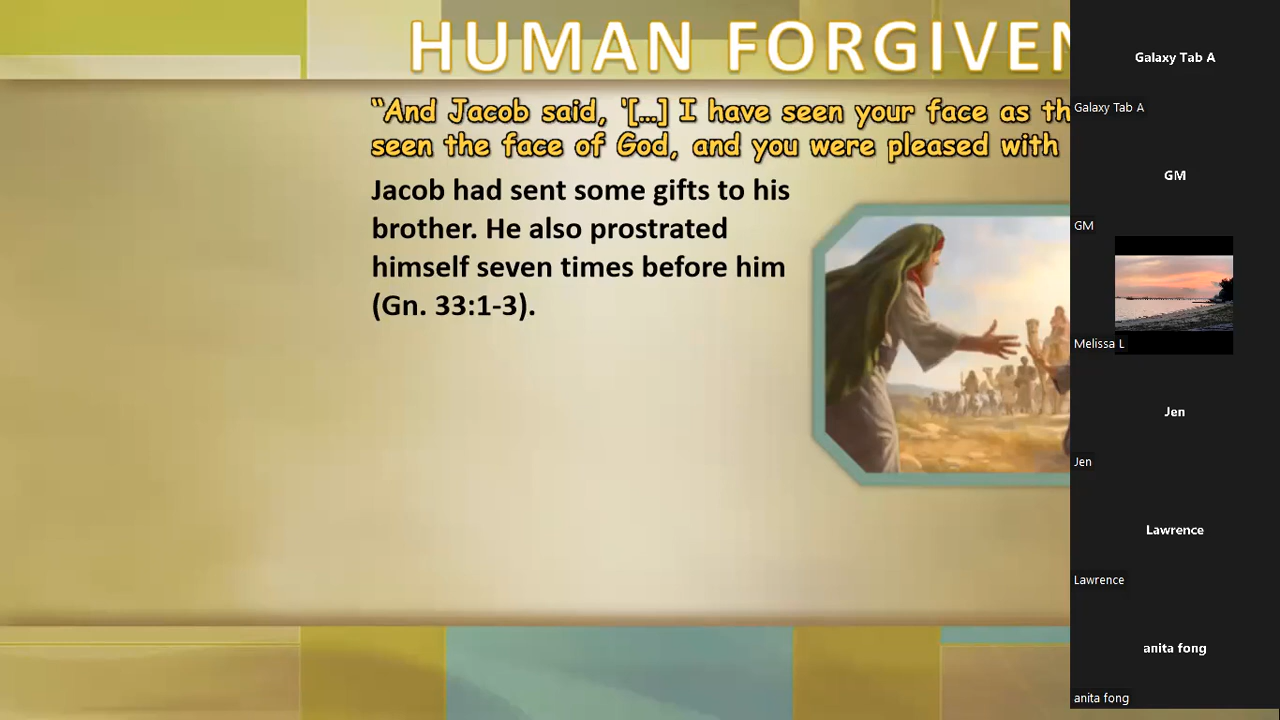 HUMAN FORGIVEN
“And Jacob said, ‘[…] I have seen your face as th
seen the face of God, and you were pleased with
Jacob had sent some gifts to his
brother. He also prostrated
himself seven times before him
(Gn. 33:1-3).
Galaxy Tab A
Galaxy Tab A
GM
GM
Melissa L
Jen
Jen
Lawrence
Lawrence
anita fong
anita fong